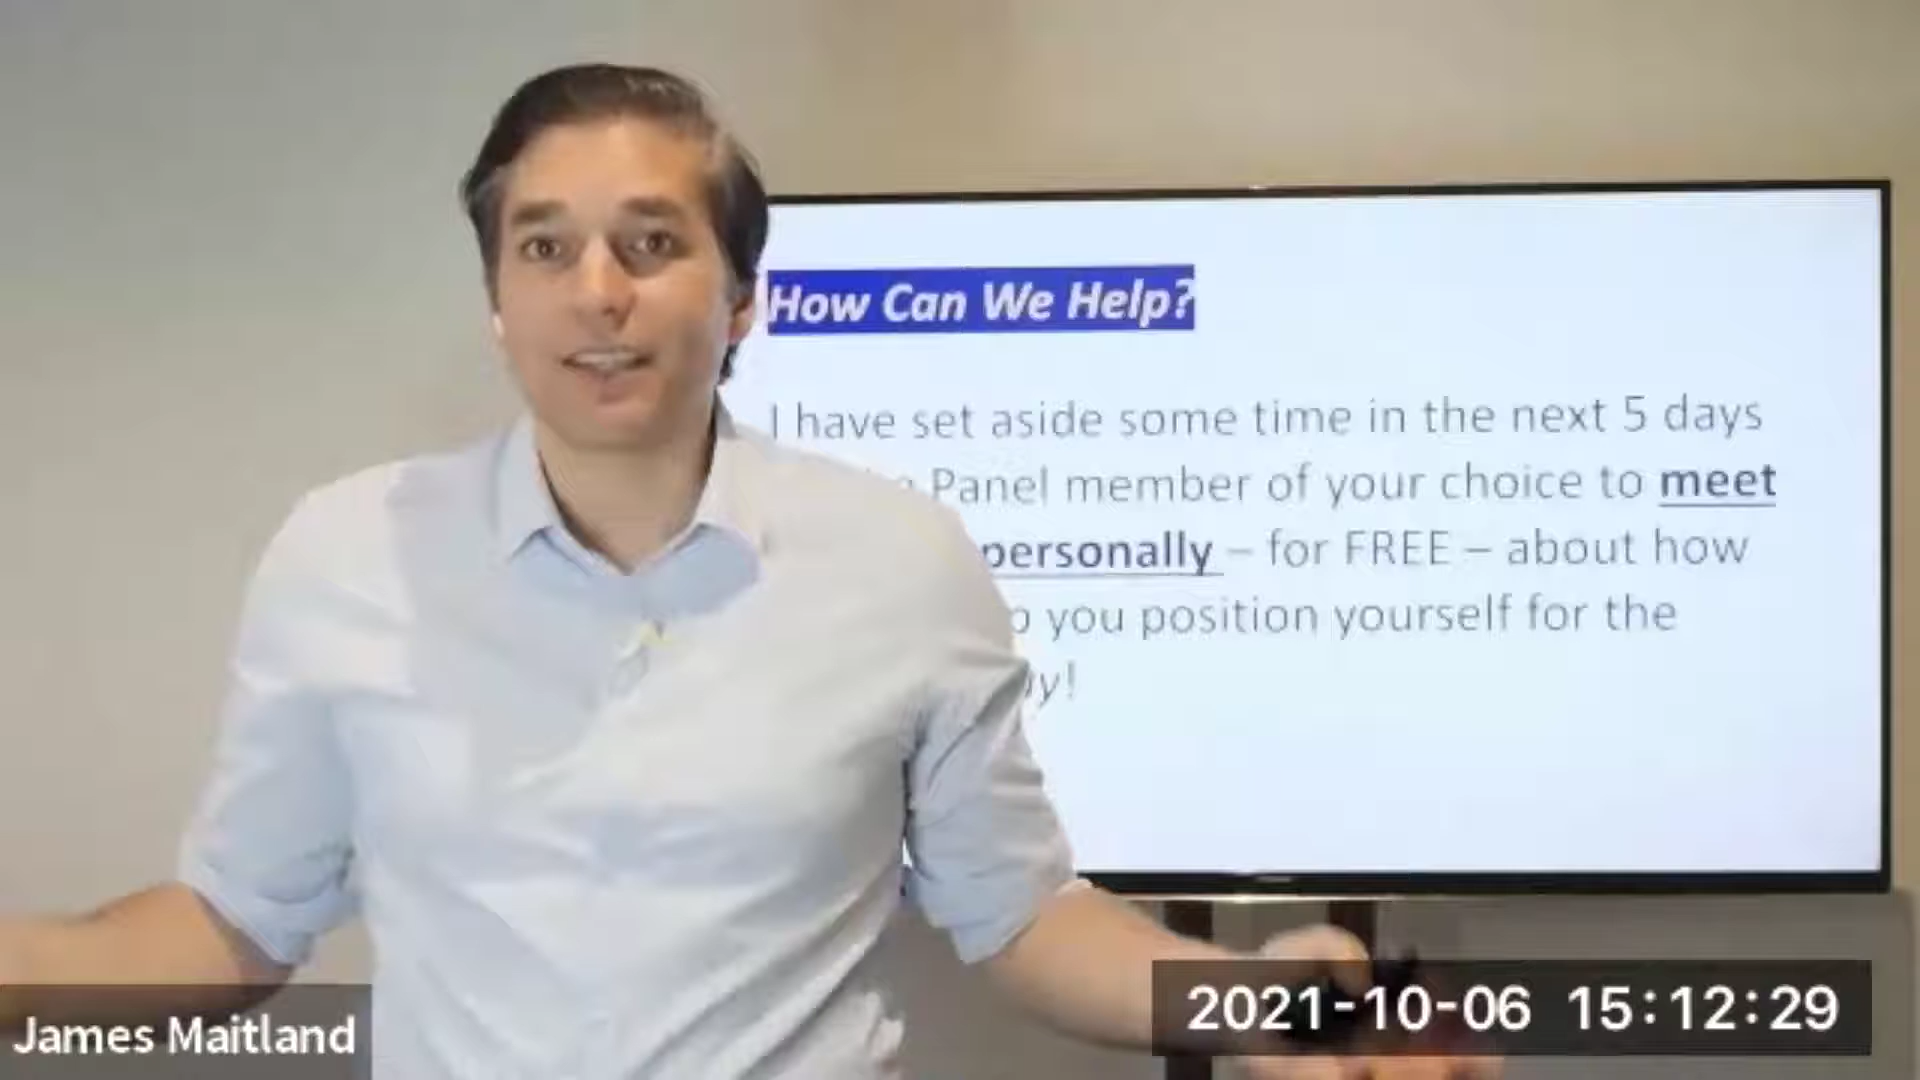 How Can We Help?
I have set aside some time in the next 5 days
Panel member of your choice to meet
personally – for FREE – about how
you position yourself for the
James Maitland
2021-10-06 15:12:29